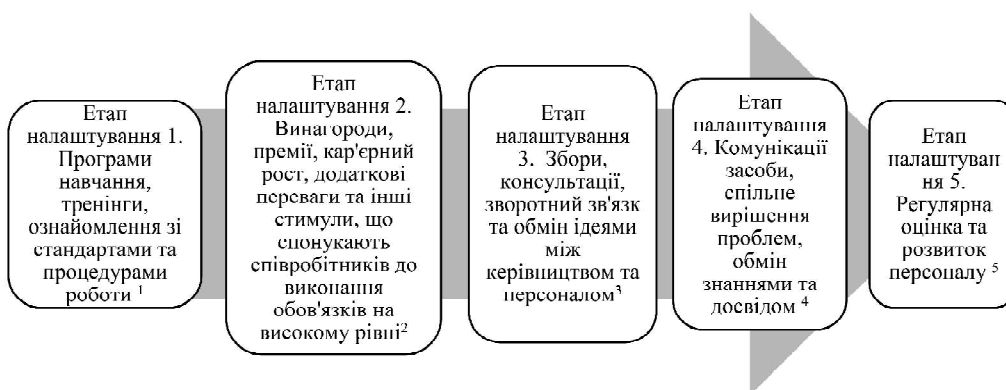 Етап
налаштування 1.
Програми
навчання,
тренінги,
ознайомлення зі
стандартами та
процедурами
роботи ¹
Етап
налаштування 2.
Винагороди,
премії, кар'єрний
рост, додаткові
переваги та інші
стимули, що
спонукають
співробітників до
виконання
обов'язків на
високому рівні²
Етап
налаштування
3. Збори,
консультації,
зворотний зв'язк
та обмін ідеями
між
керівництвом та
персоналом³
Етап
налаштування
4. Комунікації
засоби,
спільне
вирішення
проблем,
обмін
знаннями та
досвідом ⁴
Етап
налаштуван
ня 5.
Регулярна
оцінка та
розвиток
персоналу ⁵